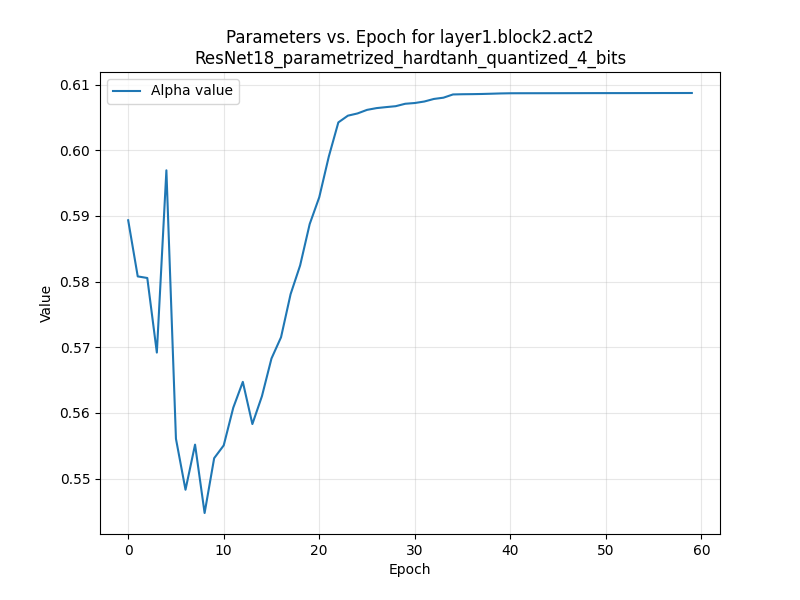 Parameters vs. Epoch for layer1.block2.act2
ResNet18_parametrized_hardtanh_quantized_4_bits
Alpha value
0.61
0.60
0.59
0.58
0.57
0.56
0.55
Value
0 10 20 30 40 50 60
Epoch